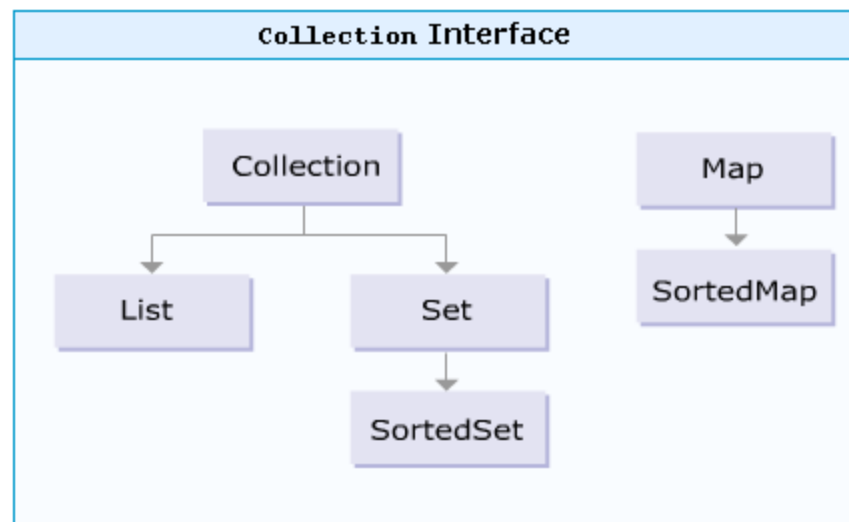 Collection Interface
Collection
Map
List
Set
SortedMap
SortedSet